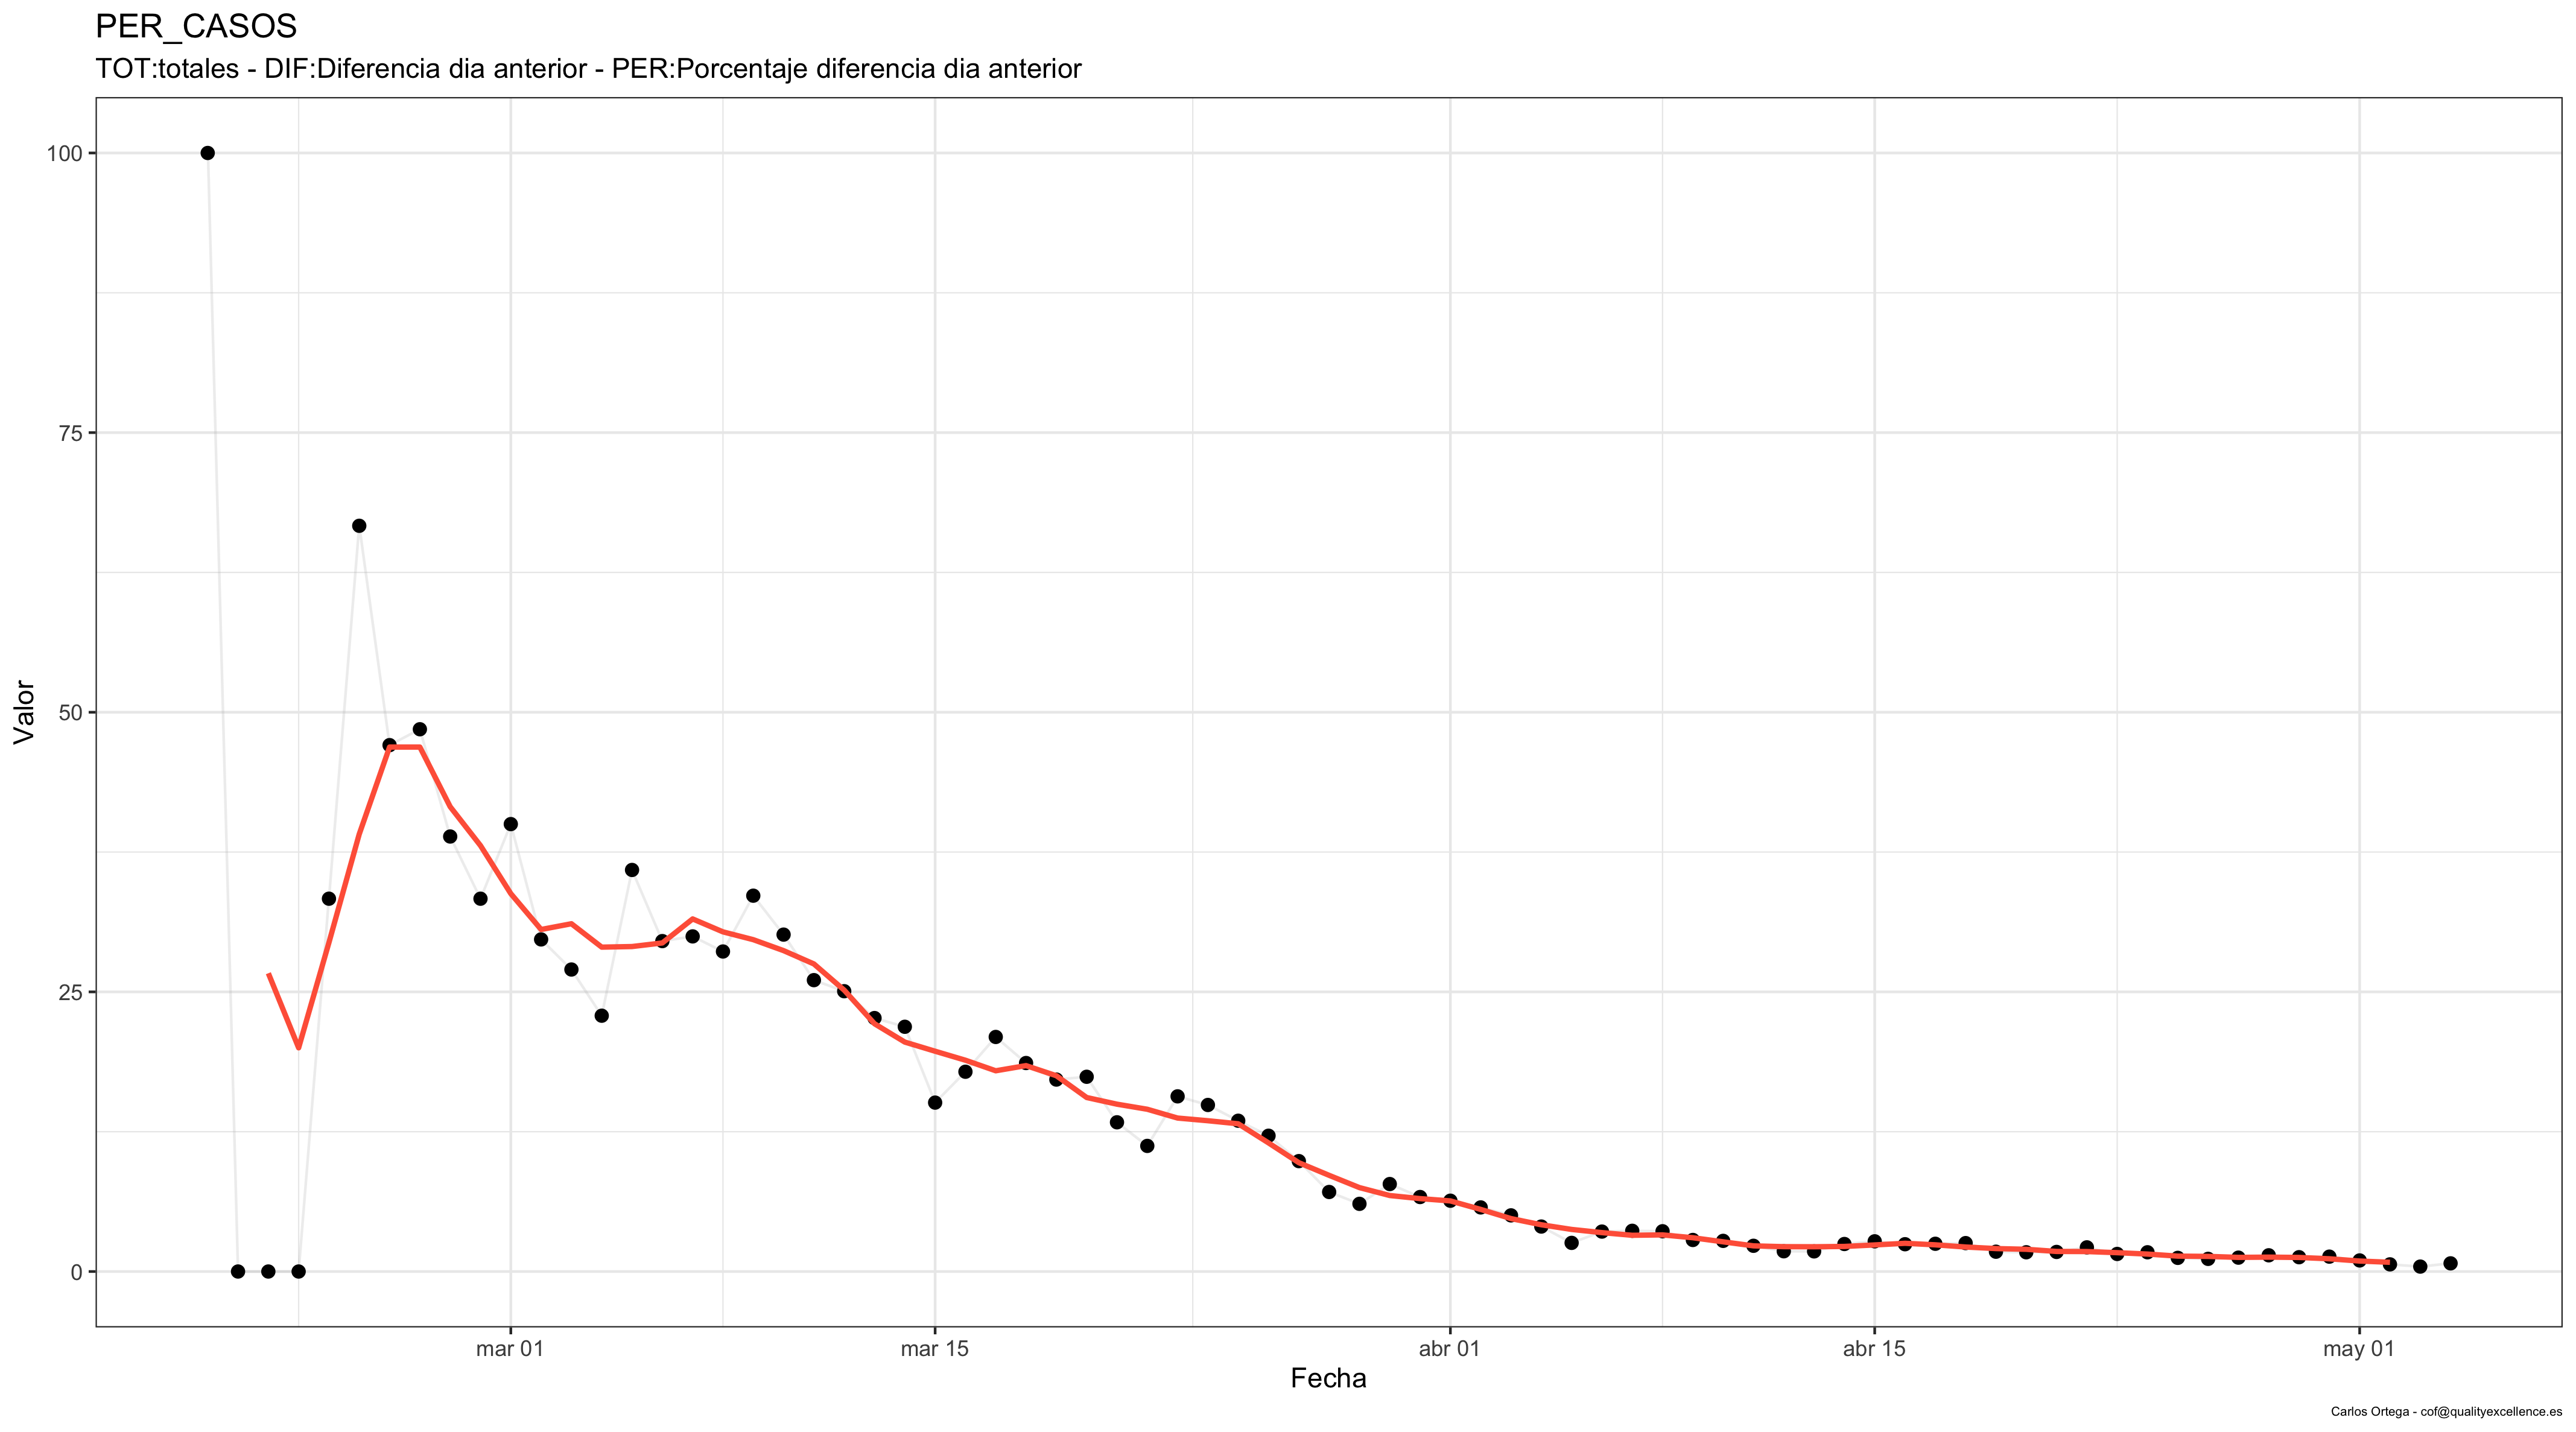 PER_CASOS
TOT:totales - DIF:Diferencia dia anterior - PER:Porcentaje diferencia dia anterior
Valor
100
75
50
25
0
mar 01
mar 15
abr 01
abr 15
may 01
Fecha
Carlos Ortega - cof@qualityexcellence.es